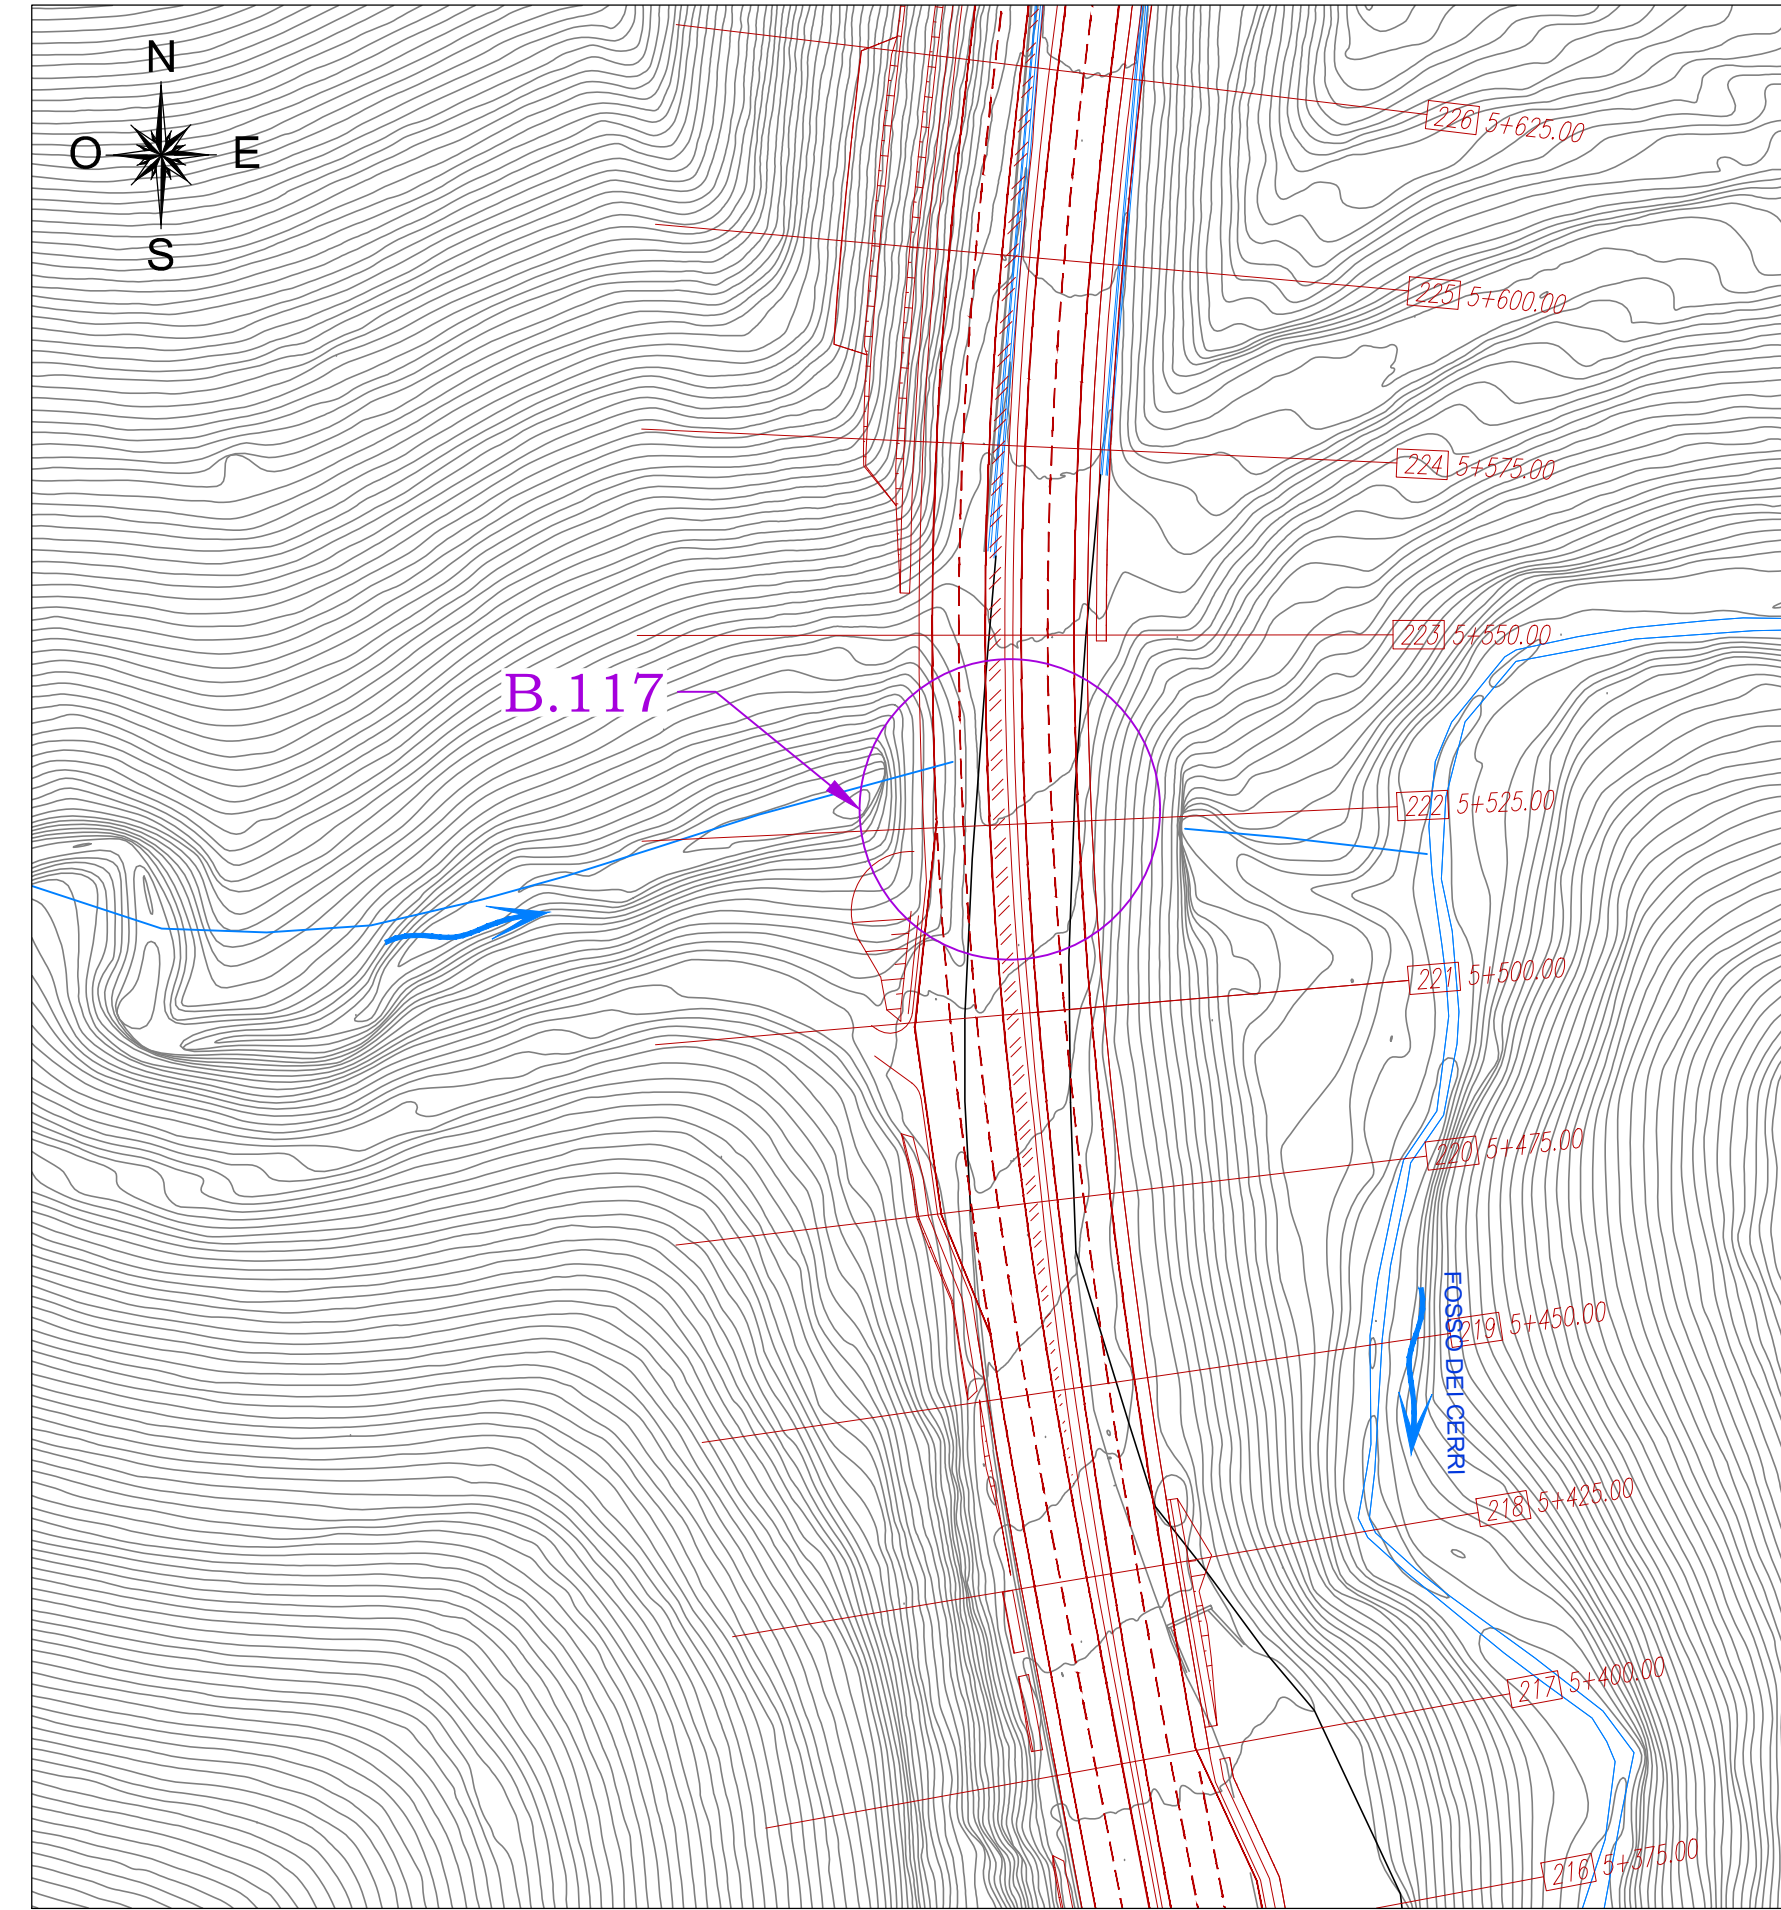 N
O E
S
226 5+625.00
225 5+600.00
224 5+575.00
223 5+550.00
B.117
222 5+525.00
221 5+500.00
220 5+475.00
219 5+450.00
FOSSO DEI CERRI
218 5+425.00
217 5+400.00
216 5+375.00